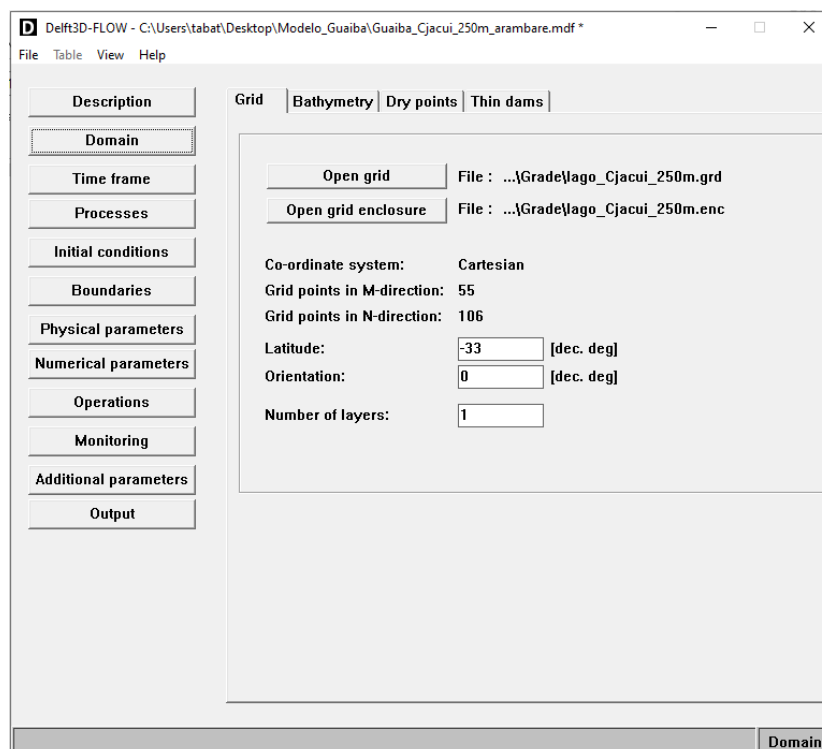 D Delft3D-FLOW - C:\Users\tabat\Desktop\Modelo_Guaiba\Guaiba_Cjacui_250m_arambare.mdf *
File Table View Help
Description
Domain
Time frame
Processes
Initial conditions
Boundaries
Physical parameters
Numerical parameters
Operations
Monitoring
Additional parameters
Output
Grid Bathymetry Dry points Thin dams
Open grid File : ...\Grade\lago_Cjacui_250m.grd
Open grid enclosure File : ...\Grade\lago_Cjacui_250m.enc
Co-ordinate system: Cartesian
Grid points in M-direction: 55
Grid points in N-direction: 106
Latitude: -33 [dec. deg]
Orientation: 0 [dec. deg]
Number of layers: 1
Domain